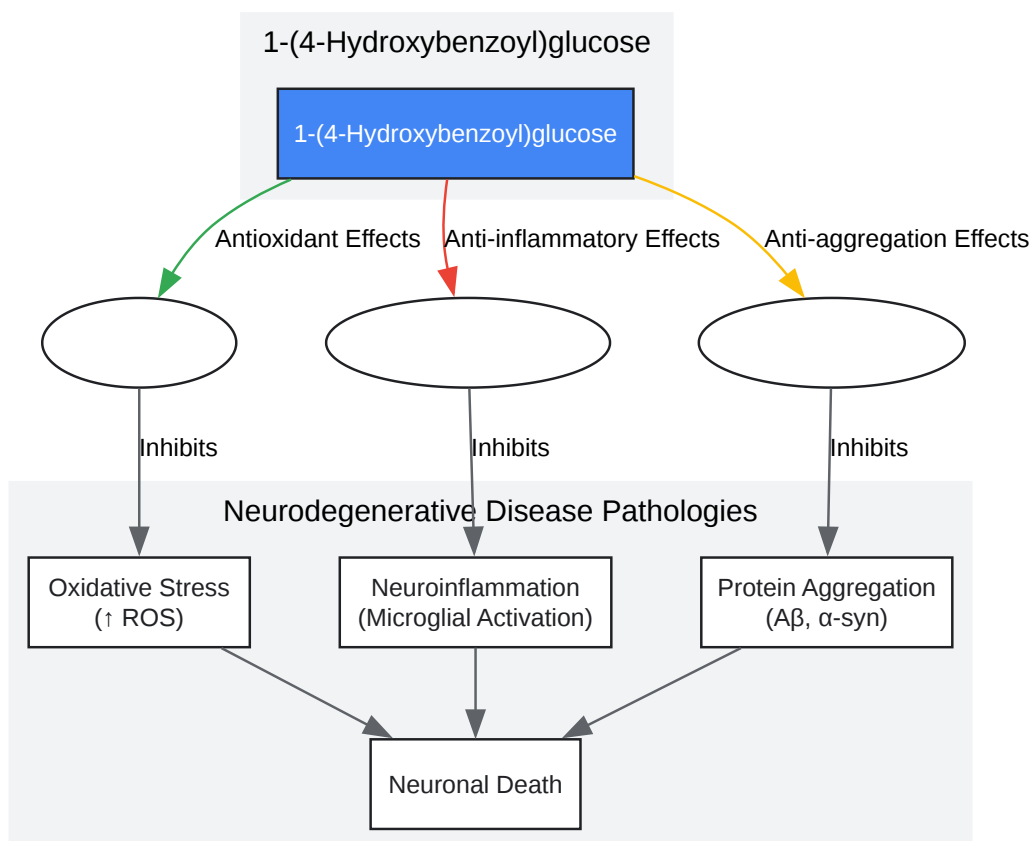 1-(4-Hydroxybenzoyl)glucose
1-(4-Hydroxybenzoyl)glucose
Antioxidant Effects
Anti-inflammatory Effects
Anti-aggregation Effects
Inhibits
Inhibits
Inhibits
Neurodegenerative Disease Pathologies
Oxidative Stress
(↑ ROS)
Neuroinflammation
(Microglial Activation)
Protein Aggregation
(Aβ, α-syn)
Neuronal Death